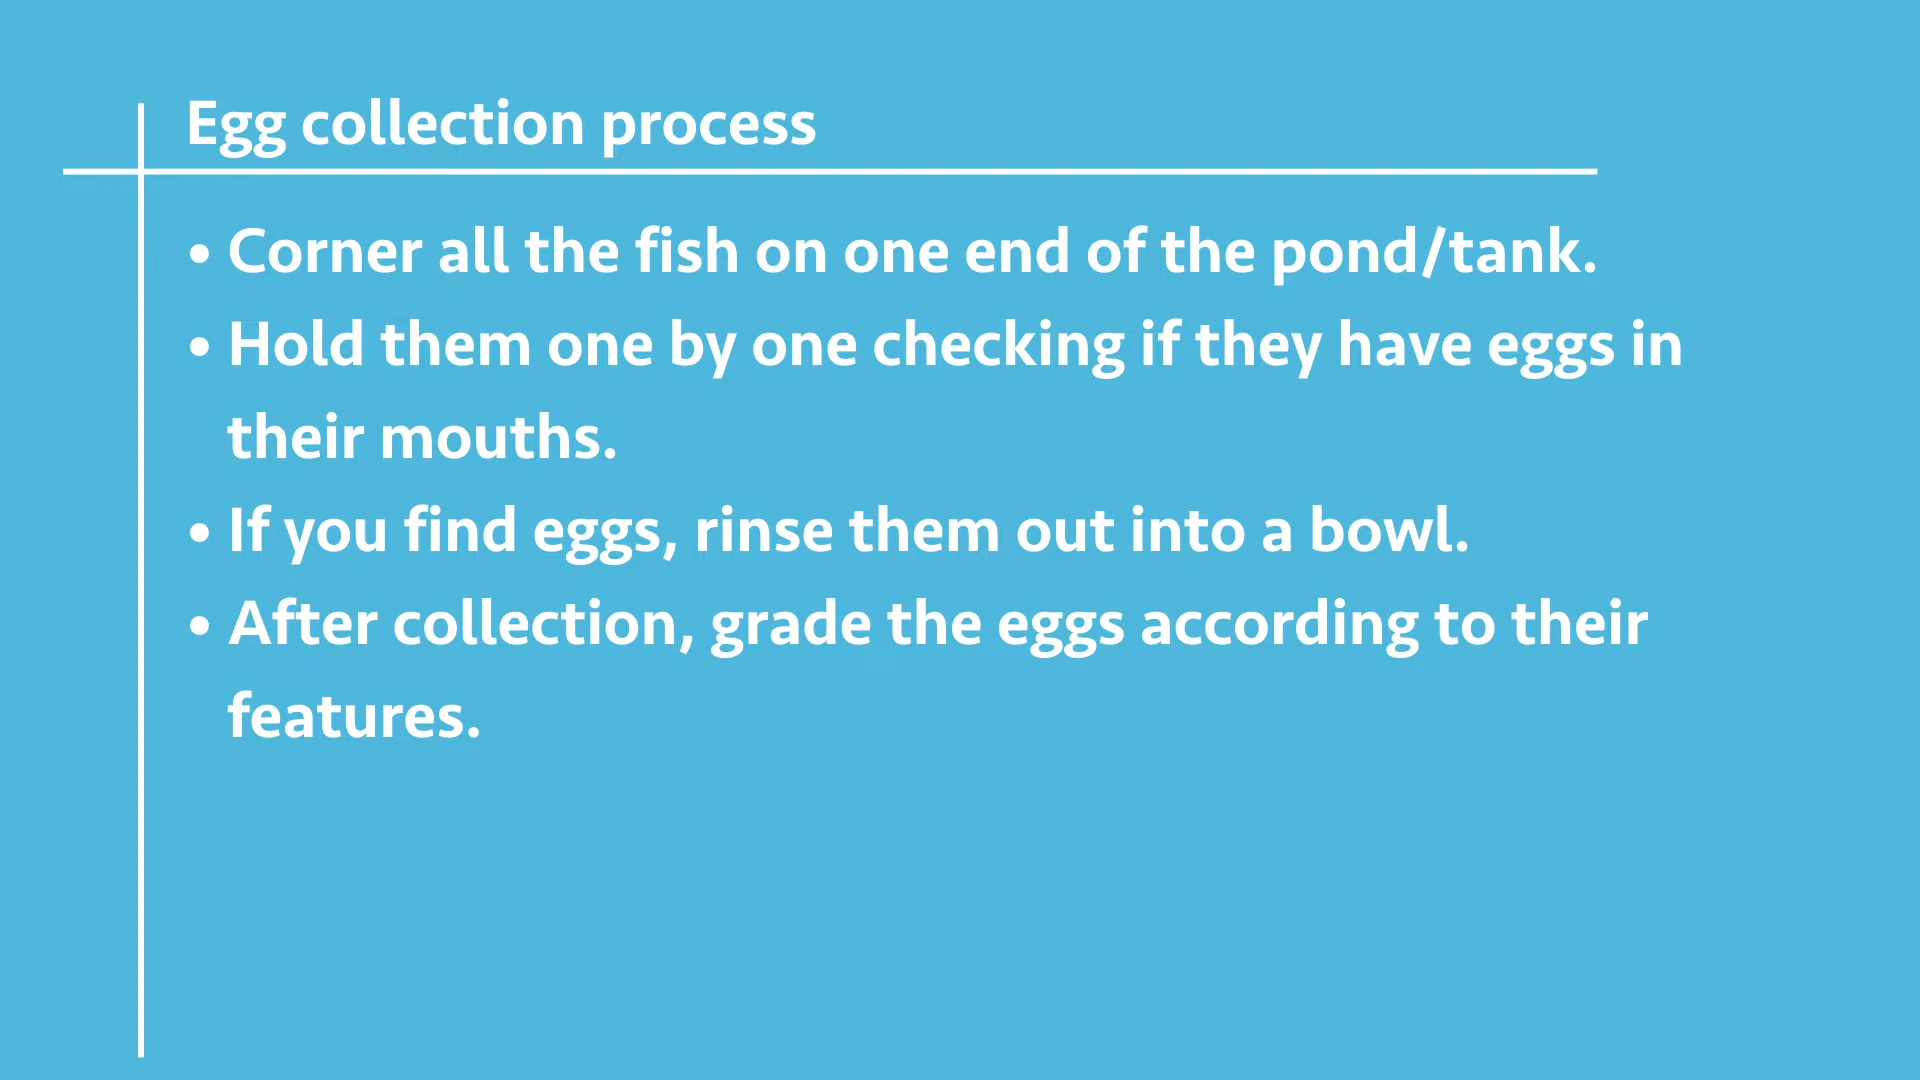 Egg collection process
• Corner all the fish on one end of the pond/tank.
• Hold them one by one checking if they have eggs in
their mouths.
• If you find eggs, rinse them out into a bowl.
• After collection, grade the eggs according to their
features.